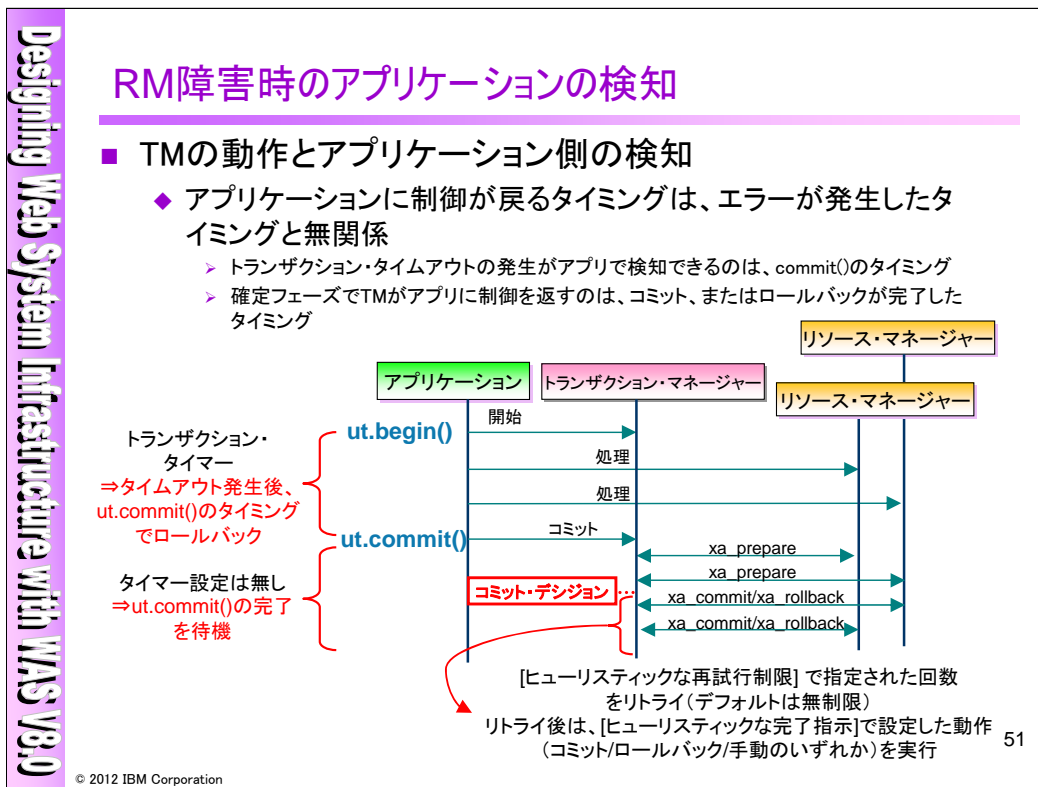 Designing Web System Infrastructure with WAS V8.0
RM障害時のアプリケーションの検知
■ TMの動作とアプリケーション側の検知
◆ アプリケーションに制御が戻るタイミングは、エラーが発生したタ
イミングと無関係
➢ トランザクション・タイムアウトの発生がアプリで検知できるのは、commit()のタイミング
➢ 確定フェーズでTMがアプリに制御を返すのは、コミット、またはロールバックが完了した
タイミング
リソース・マネージャー
アプリケーション
トランザクション・マネージャー
リソース・マネージャー
開始
ut.begin()
トランザクション・
タイマー
⇒タイムアウト発生後、
ut.commit()のタイミング
でロールバック
処理
処理
ut.commit()
コミット
xa_prepare
xa_prepare
タイマー設定は無し
⇒ut.commit()の完了
を待機
コミット・デシジョン
xa_commit/xa_rollback
xa_commit/xa_rollback
[ヒューリスティックな再試行制限] で指定された回数
をリトライ(デフォルトは無制限)
リトライ後は、[ヒューリスティックな完了指示]で設定した動作
(コミット/ロールバック/手動のいずれか)を実行
51
© 2012 IBM Corporation